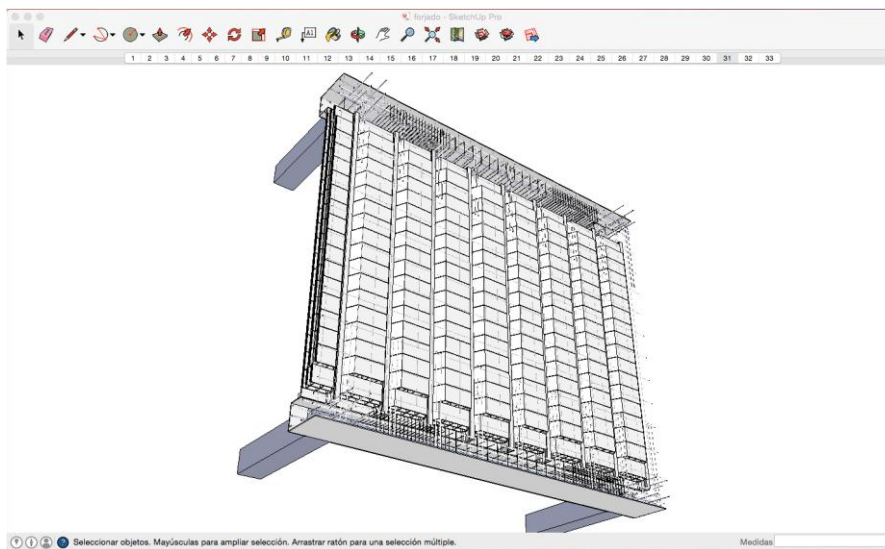 forjado - SketchUp Pro
A1
1 2 3 4 5 6 7 8 9 10 11 12 13 14 15 16 17 18 19 20 21 22 23 24 25 26 27 28 29 30 31 32 33
Seleccionar objetos. Mayúsculas para ampliar selección. Arrastrar ratón para una selección múltiple. Medidas